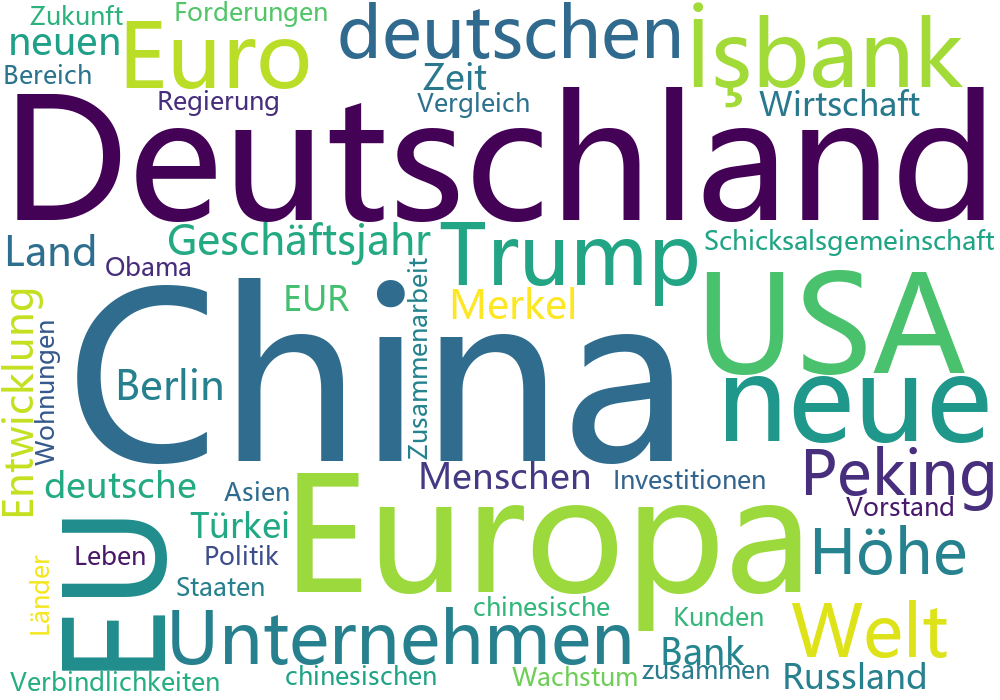 Zukunft
Forderungen
neuen
Euro
deutschen
İşbank
Bereich
Zeit
Regierung
Vergleich
Wirtschaft
Deutschland
Land
Geschäftsjahr
Trump
Schicksalsgemeinschaft
Obama
EUR
Merkel
USA
Entwicklung
Wohnungen
China
Zusammenarbeit
Berlin
neue
deutsche
Asien
Menschen
Investitionen
Peking
Vorstand
EU
Türkei
Europa
Höhe
Leben
Politik
Länder
Staaten
chinesische
Kunden
Welt
Unternehmen
Bank
Verbindlichkeiten
chinesischen
Wachstum
zusammen
Russland